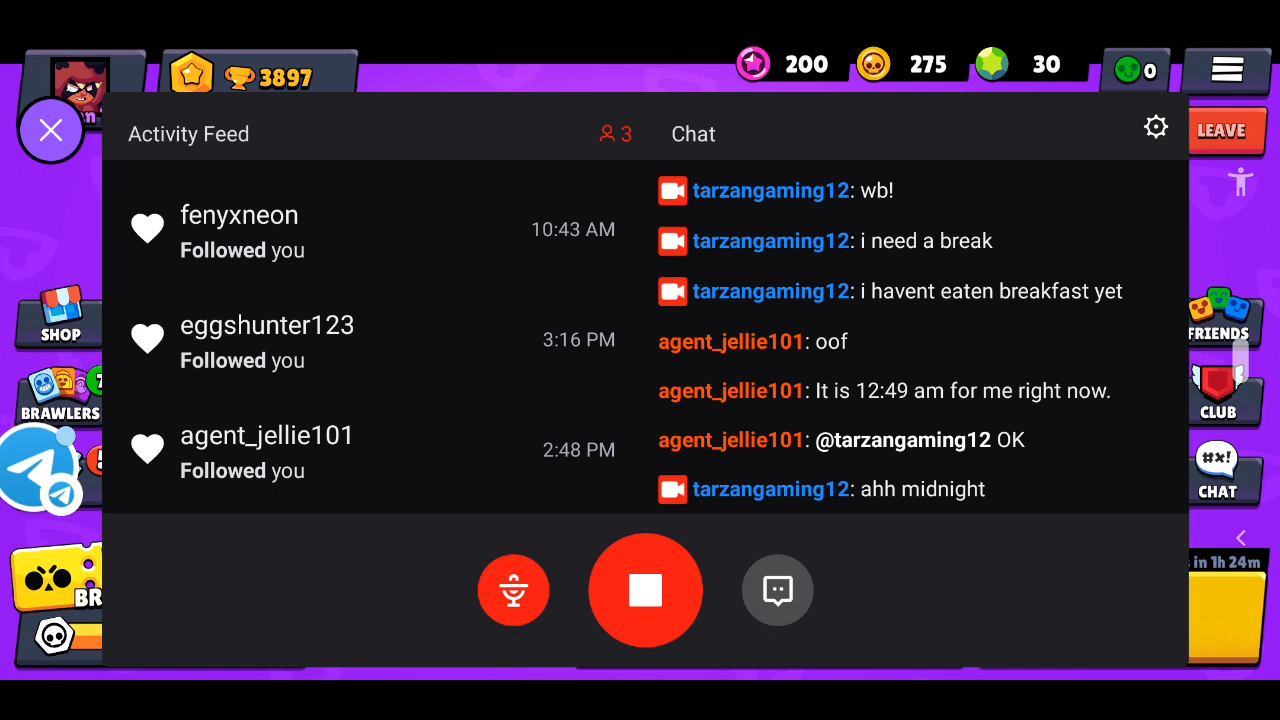 3897
200
275
30
0
LEAVE
Activity Feed
3
Chat
fenyxneon
Followed you
10:43 AM
eggshunter123
Followed you
3:16 PM
agent_jellie101
Followed you
2:48 PM
tarzangaming12: wb!
tarzangaming12: i need a break
tarzangaming12: i havent eaten breakfast yet
agent_jellie101: oof
agent_jellie101: It is 12:49 am for me right now.
agent_jellie101: @tarzangaming12 OK
tarzangaming12: ahh midnight
SHOP
BRAWLERS
FRIENDS
CLUB
#x!
CHAT
in 1h 24m
BR